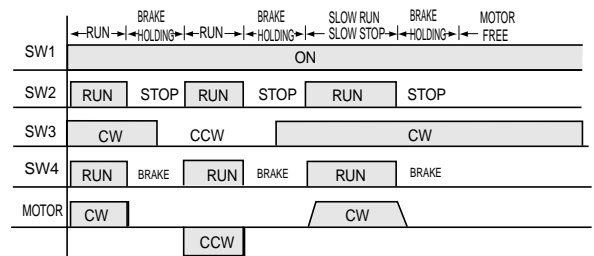 BRAKE BRAKE SLOW RUN BRAKE MOTOR
RUN HOLDING RUN HOLDING SLOW STOP HOLDING FREE
SW1 ON
SW2 RUN STOP RUN STOP RUN STOP
SW3 CW CCW CW
SW4 RUN BRAKE RUN BRAKE RUN BRAKE
MOTOR CW CW
CCW